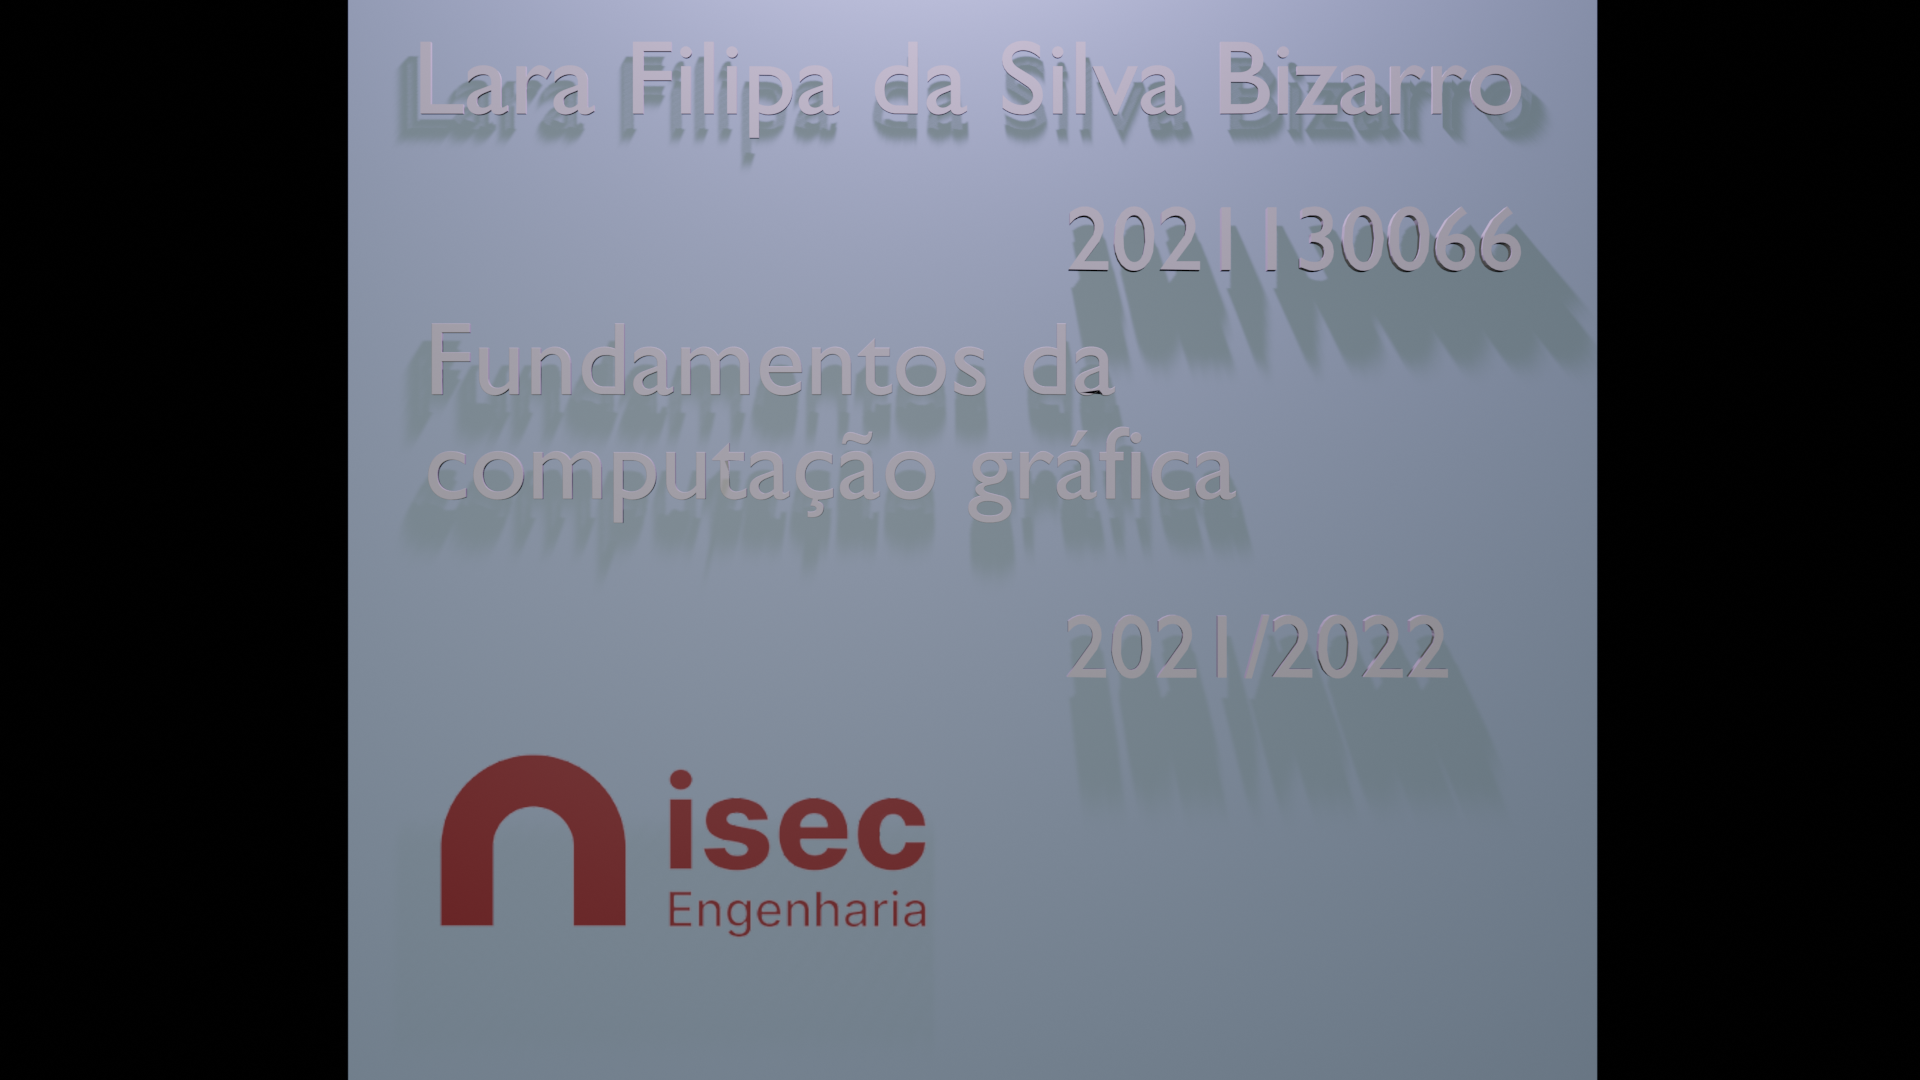 Lara Filipa da Silva Bizarro
2021130066
Fundamentos da
computação gráfica
2021/2022
isec
Engenharia